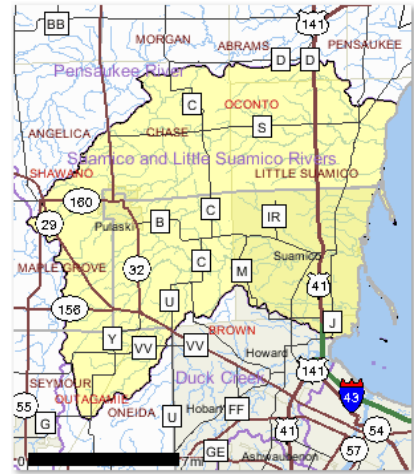 BB
141
MORGAN
ABRAMS
PENSAUKEE
D
D
Pensaukee River
C
OCONTO
S
ANGELICA
CHASE
Suamico and Little Suamico Rivers
SHAWANO
LITTLE SUAMICO
160
C
IR
29
Pulaski
B
Suamico
MAPLE GROVE
32
C
M
41
U
156
J
BROWN
Y
VV
VV
Howard
141
Duck Creek
SEYMOUR
43
OUTAGAMIE
55
G
ONEIDA
U
Hobart
FF
41
54
GE
57
0
7mi
Ashwaubenon